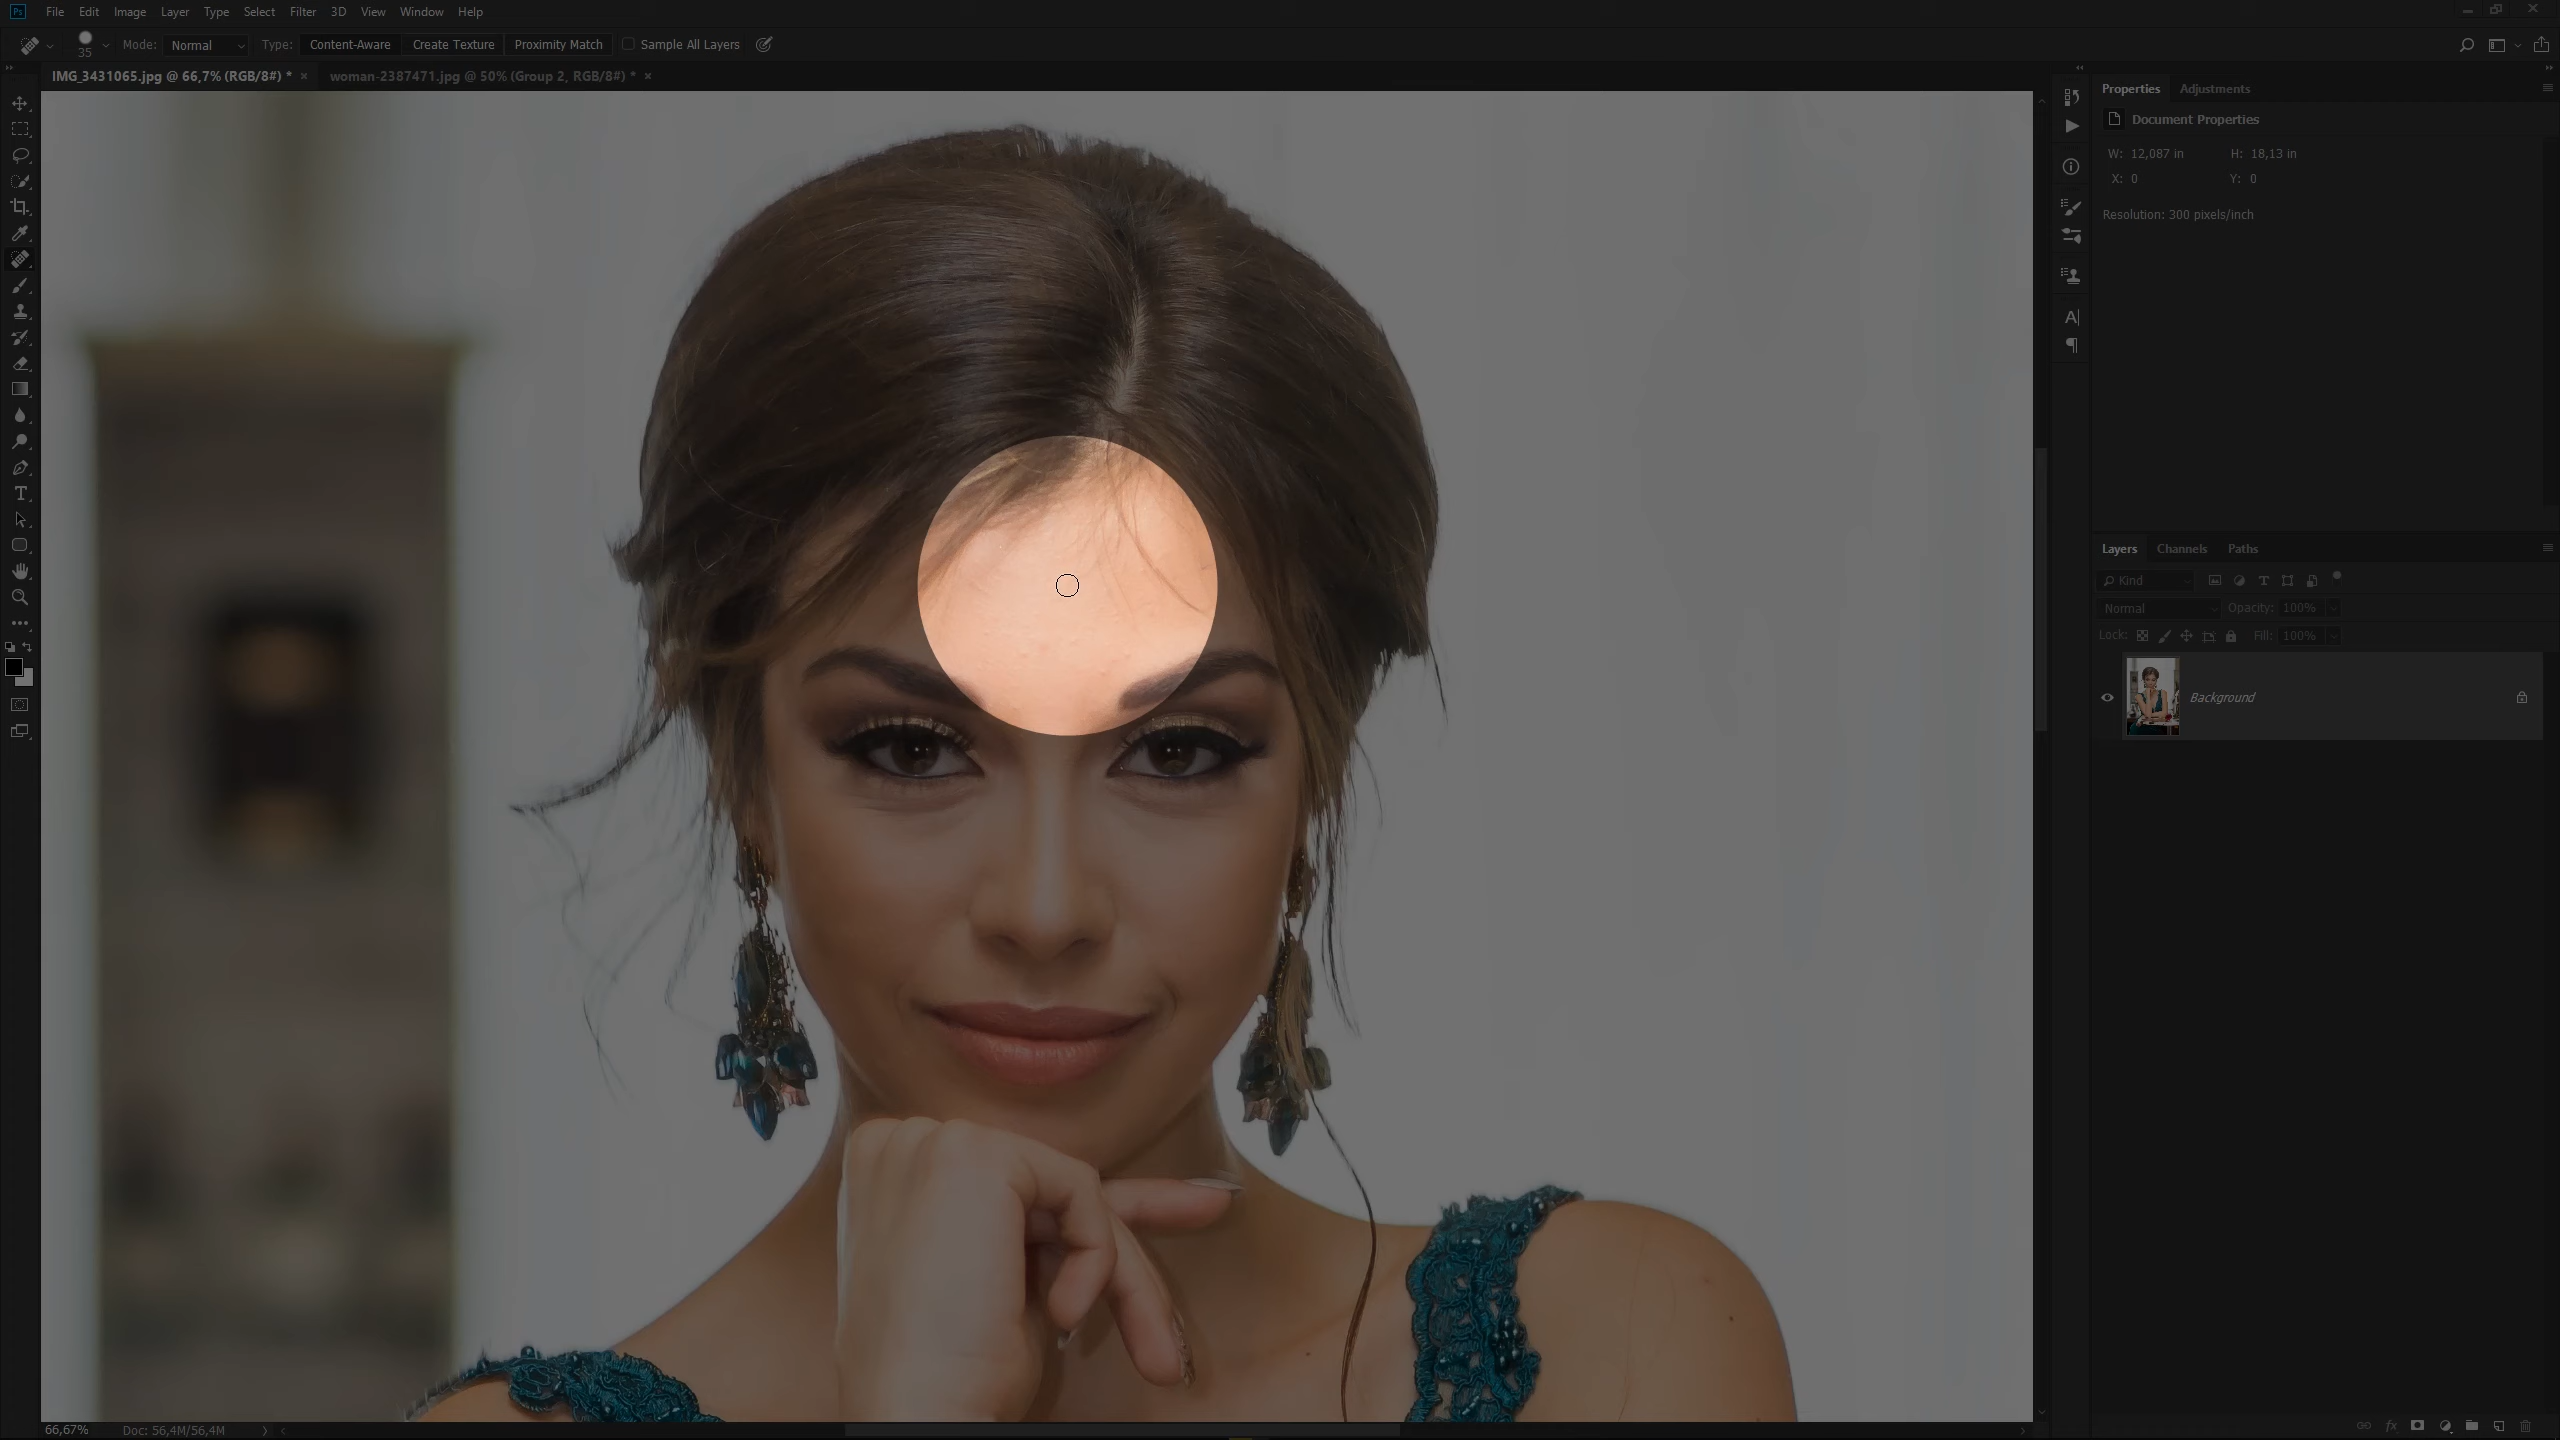 Ps File Edit Image Layer Type Select Filter 3D View Window Help
35 Mode: Normal Type: Content-Aware Create Texture Proximity Match Sample All Layers
IMG_3431065.jpg @ 66,7% (RGB/8#) * × woman-2387471.jpg @ 50% (Group 2, RGB/8#) * ×
Properties Adjustments
Document Properties
W: 12,087 in H: 18,13 in
X: 0 Y: 0
Resolution: 300 pixels/inch
Layers Channels Paths
Kind
Normal Opacity: 100%
Lock: Fill: 100%
Background
66,67% Doc: 56,4M/56,4M